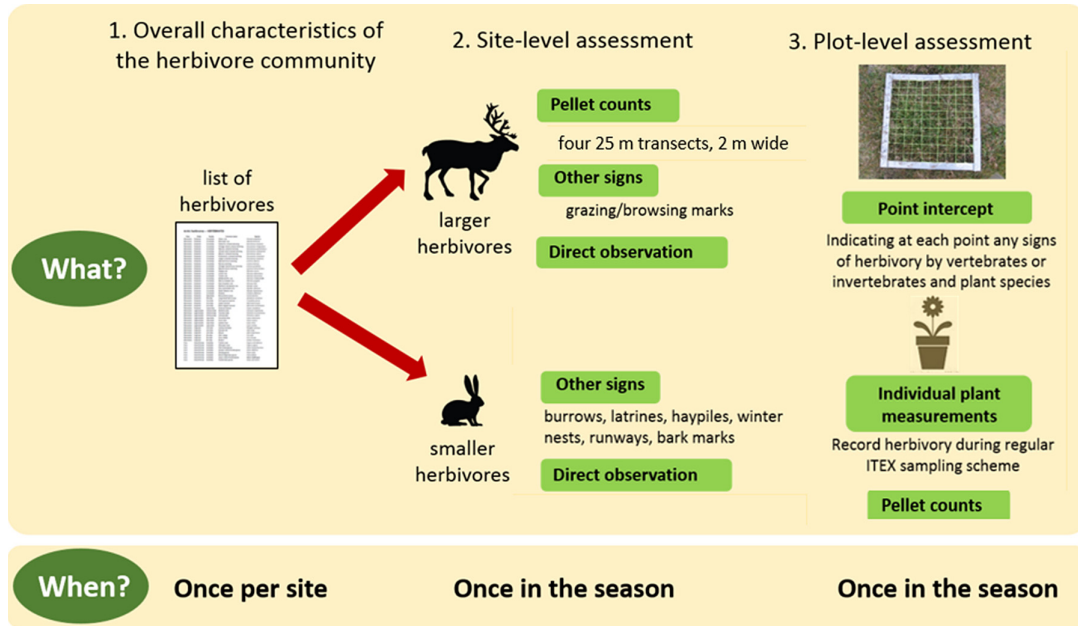 1. Overall characteristics of
the herbivore community
2. Site-level assessment
3. Plot-level assessment
What?
list of
herbivores
larger
herbivores
Pellet counts
four 25 m transects, 2 m wide
Other signs
grazing/browsing marks
Direct observation
smaller
herbivores
Other signs
burrows, latrines, haypiles, winter
nests, runways, bark marks
Direct observation
Point intercept
Indicating at each point any signs
of herbivory by vertebrates or
invertebrates and plant species
Individual plant
measurements
Record herbivory during regular
ITEX sampling scheme
Pellet counts
When?
Once per site
Once in the season
Once in the season